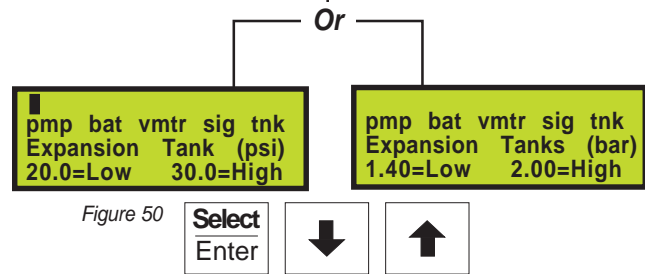 Or
pmp bat vmtr sig tnk
Expansion Tank (psi)
20.0=Low 30.0=High
pmp bat vmtr sig tnk
Expansion Tanks (bar)
1.40=Low 2.00=High
Figure 50
Select
Enter